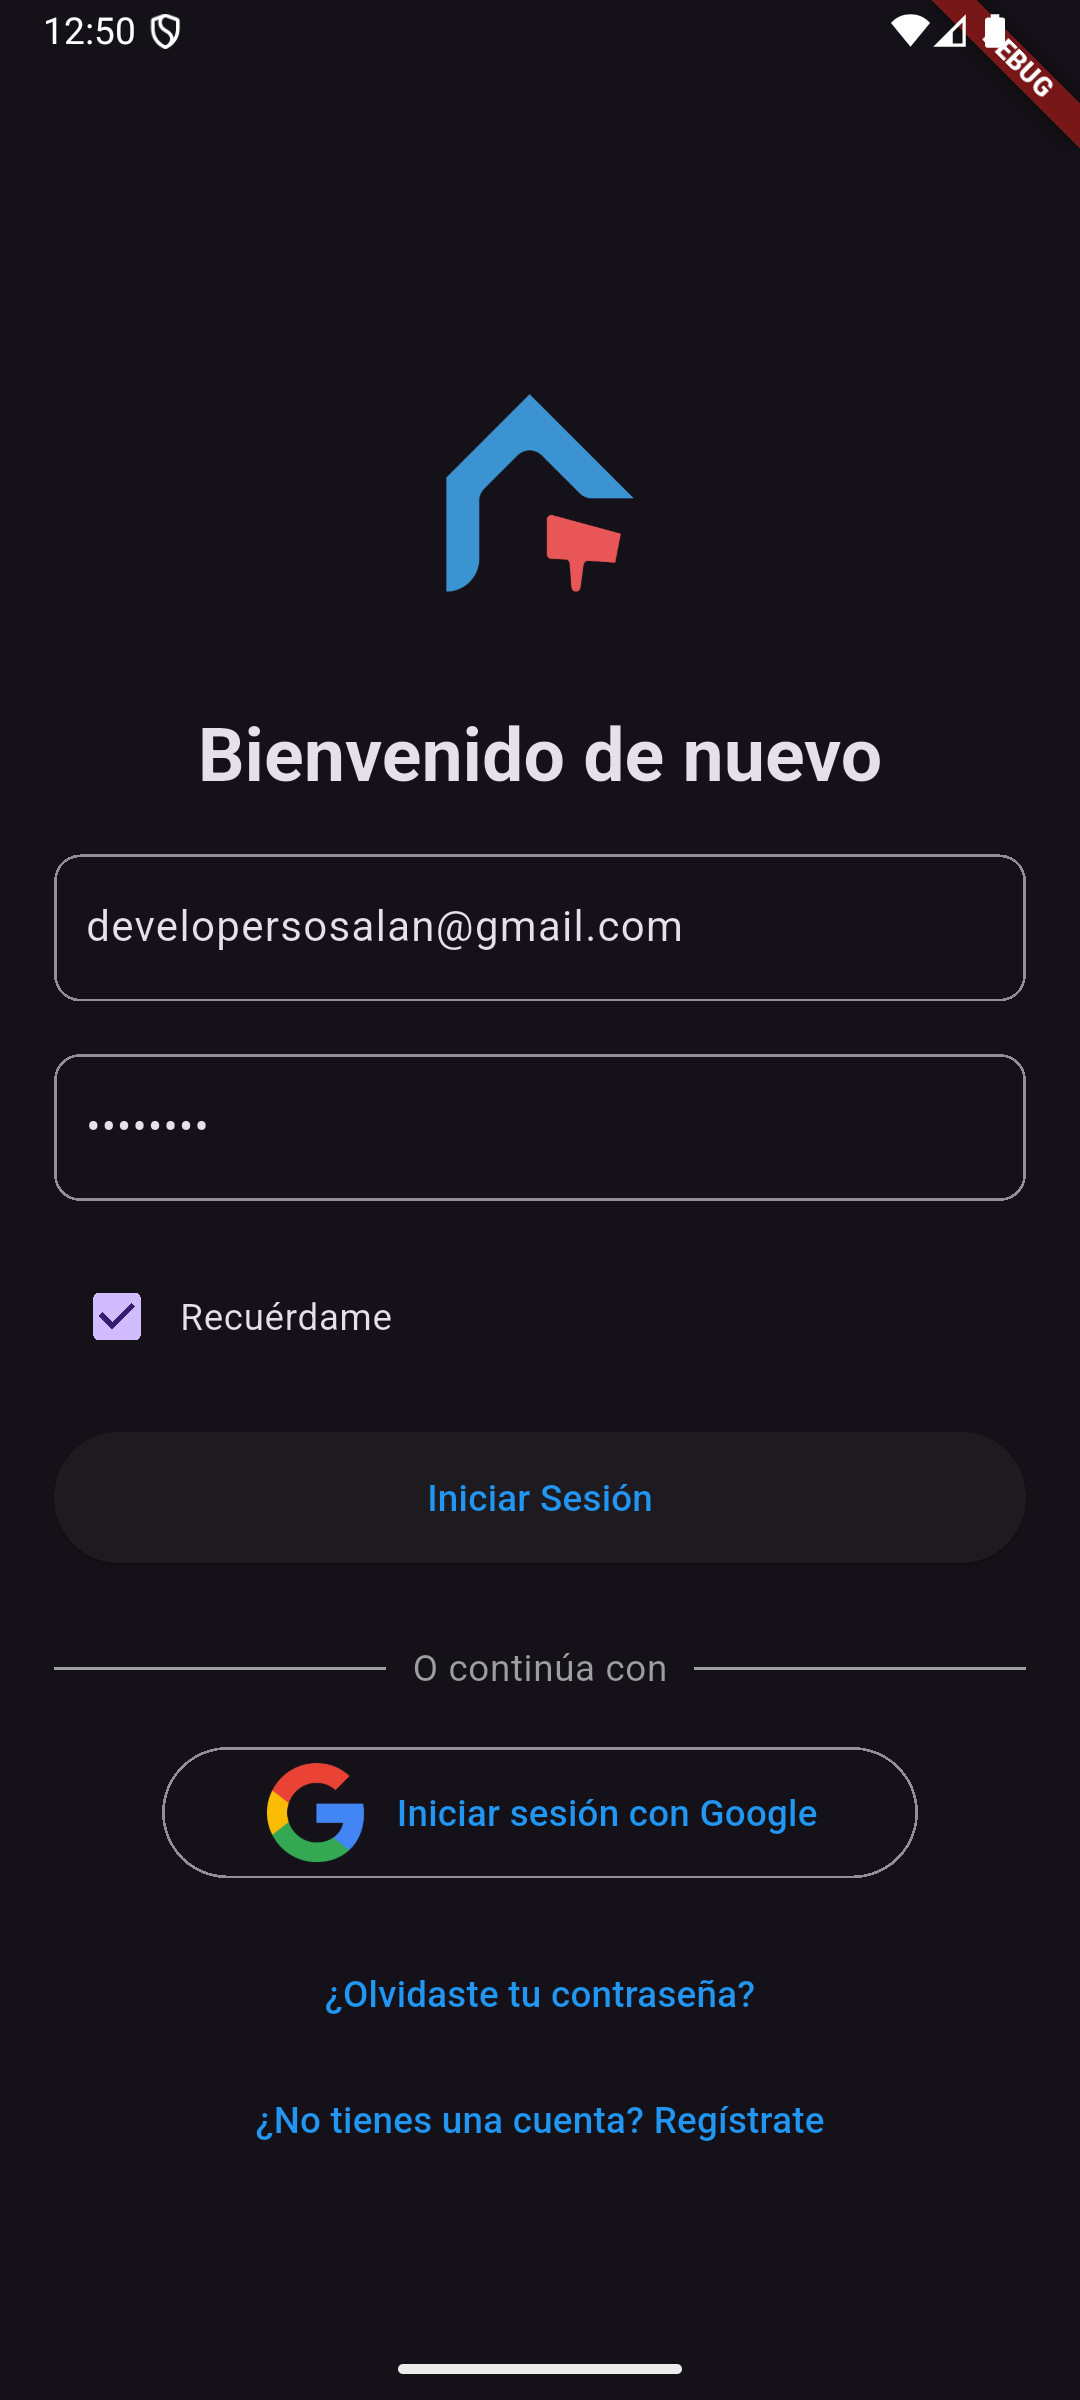 12:50
DEBUG
Bienvenido de nuevo
developersosalan@gmail.com
••••••••
Recuérdame
Iniciar Sesión
O continúa con
Iniciar sesión con Google
¿Olvidaste tu contraseña?
¿No tienes una cuenta? Regístrate